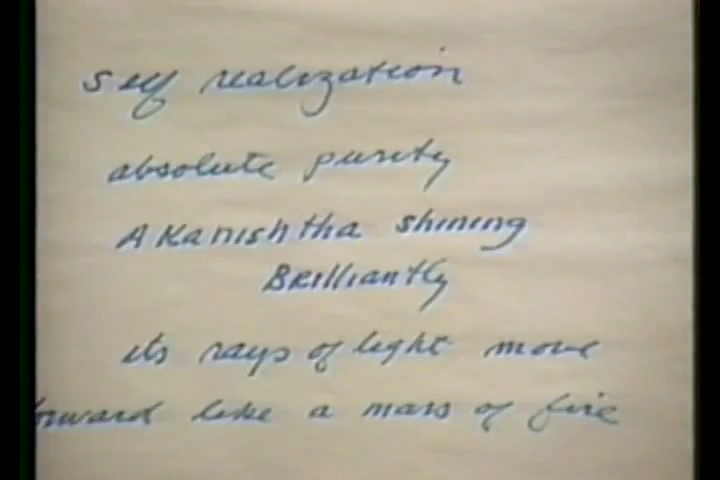 self realization
absolute purity
AKanishtha shining
Brilliantly
its rays of light move
forward like a mass of fire